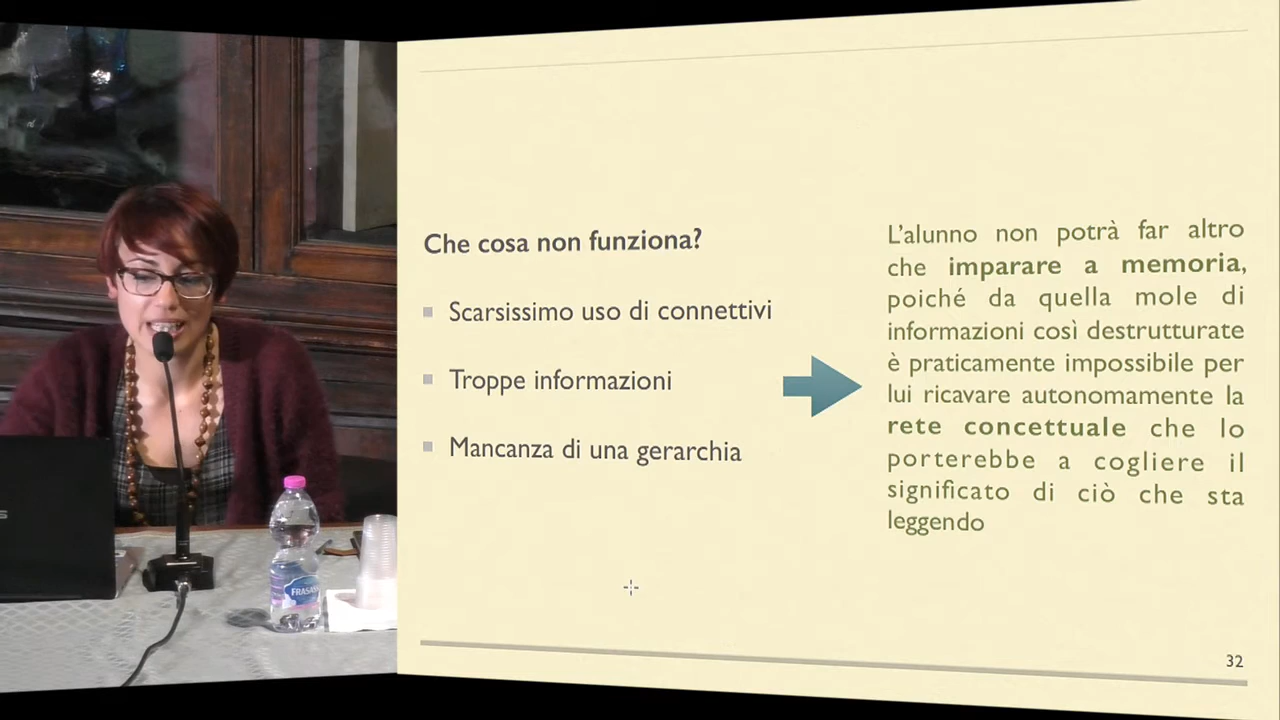 Che cosa non funziona?
Scarsissimo uso di connettivi
Troppe informazioni
Mancanza di una gerarchia
L'alunno non potrà far altro
che imparare a memoria,
poiché da quella mole di
informazioni così destrutturate
è praticamente impossibile per
lui ricavare autonomamente la
rete concettuale che lo
porterebbe a cogliere il
significato di ciò che sta
leggendo
32